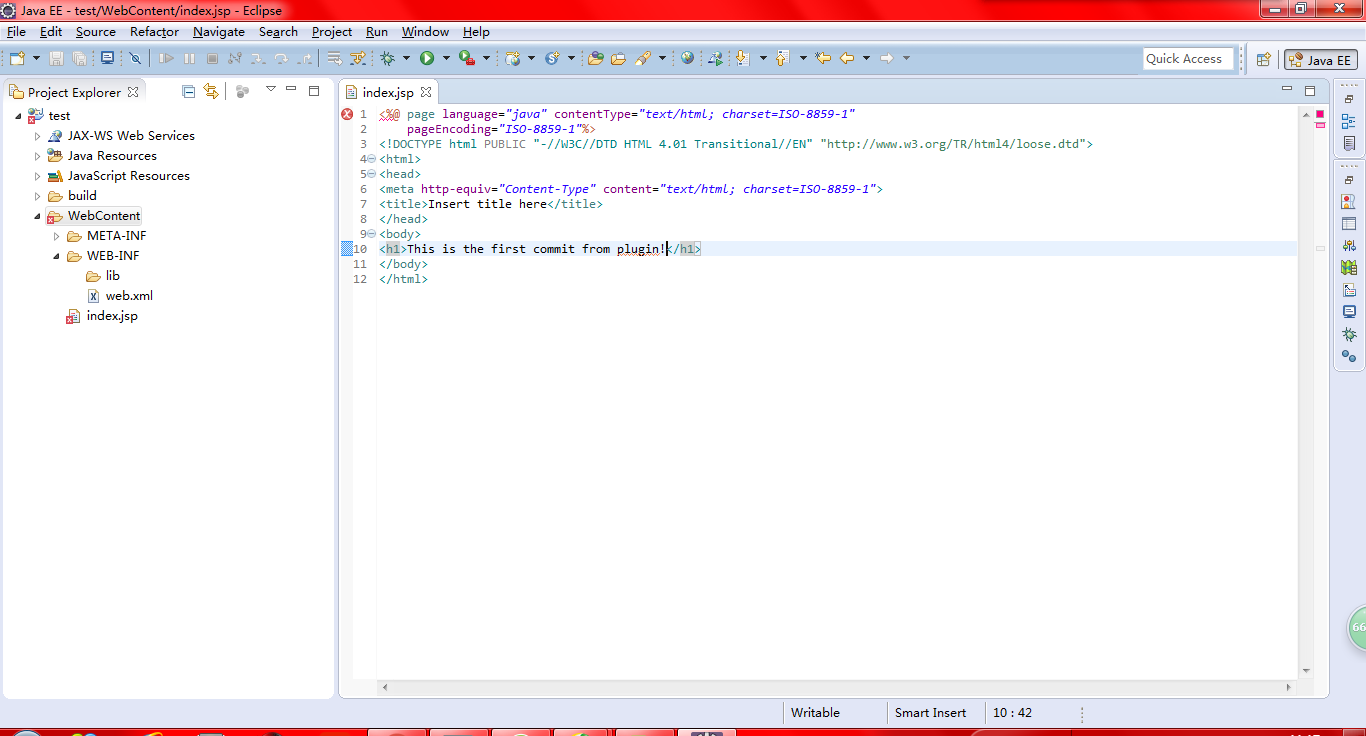 Java EE - test/WebContent/index.jsp - Eclipse
File Edit Source Refactor Navigate Search Project Run Window Help
Quick Access
Java EE
Project Explorer
test
JAX-WS Web Services
Java Resources
JavaScript Resources
build
WebContent
META-INF
WEB-INF
lib
web.xml
index.jsp
index.jsp
1 <%@ page language="java" contentType="text/html; charset=ISO-8859-1"
2 pageEncoding="ISO-8859-1"%>
3 <!DOCTYPE html PUBLIC "-//W3C//DTD HTML 4.01 Transitional//EN" "http://www.w3.org/TR/html4/loose.dtd">
4 <html>
5 <head>
6 <meta http-equiv="Content-Type" content="text/html; charset=ISO-8859-1">
7 <title>Insert title here</title>
8 </head>
9 <body>
10 <h1>This is the first commit from plugin!</h1>
11 </body>
12 </html>
66
Writable Smart Insert 10 : 42